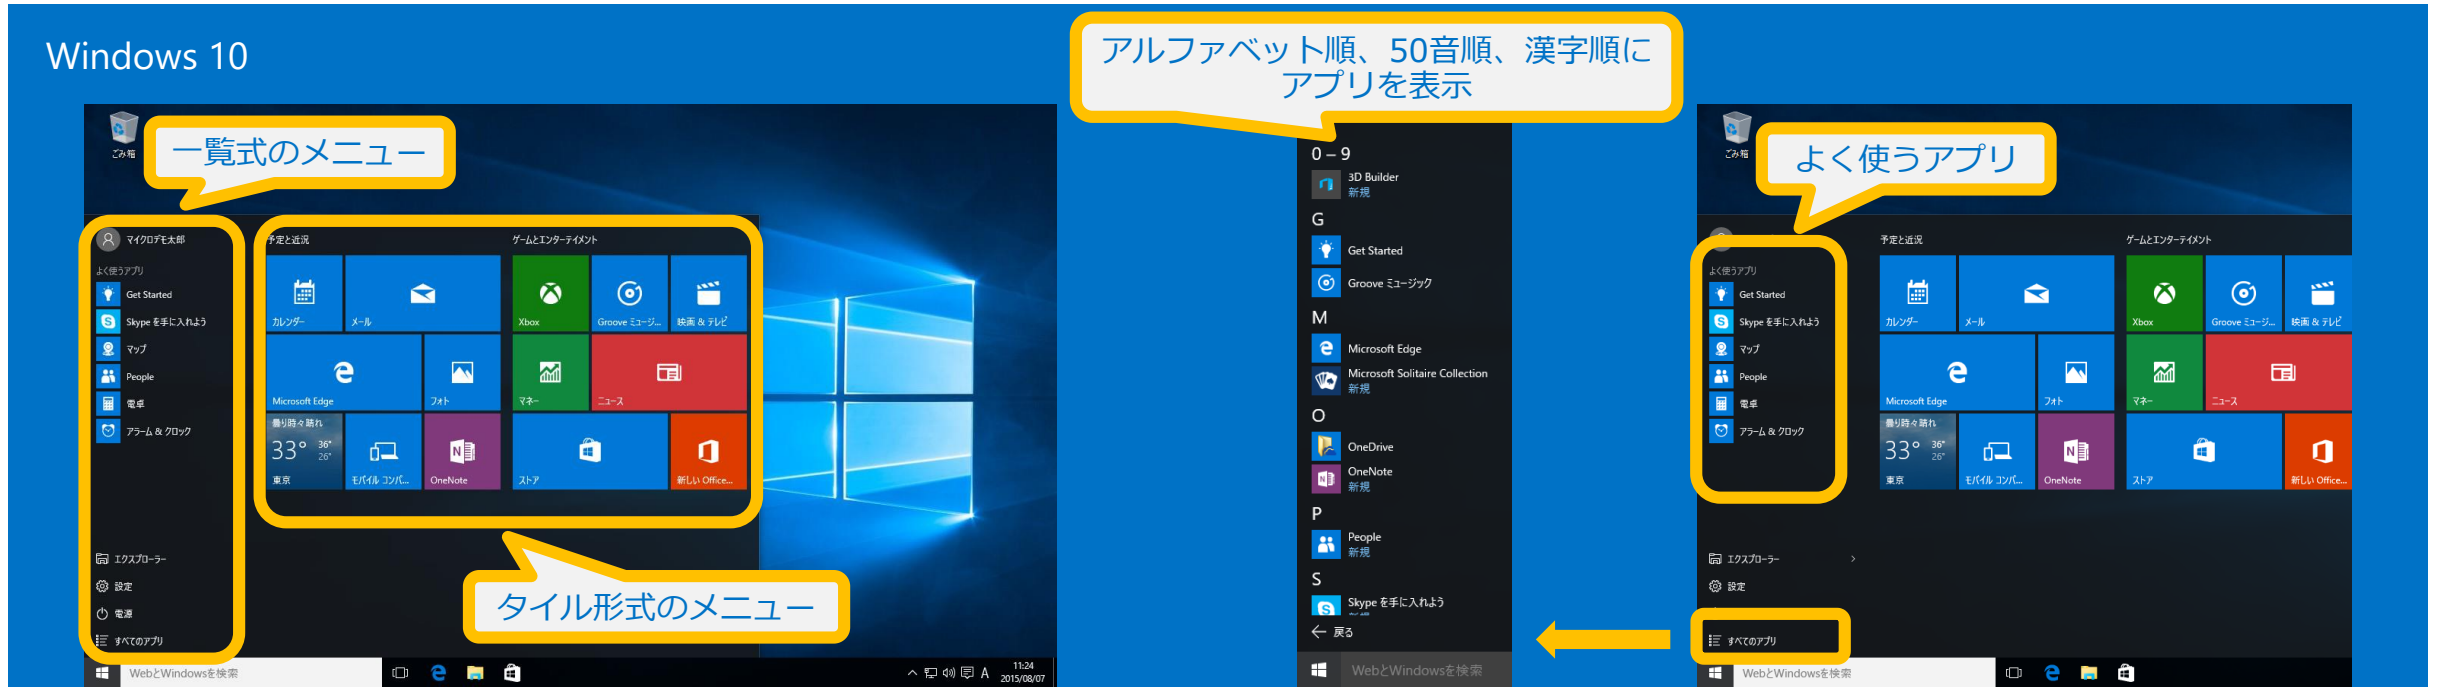 Windows 10
ごみ箱
一覧式のメニュー
マイクロデモ太郎
よく使うアプリ
Get Started
Skype を手に入れよう
マップ
People
電卓
アラーム & クロック
エクスプローラー
設定
電源
すべてのアプリ
予定と近況
カレンダー
メール
Microsoft Edge
フォト
曇り時々晴れ
33° 36°
26°
東京
モバイル コンパ...
OneNote
ゲームとエンターテイメント
Xbox
Groove ミュージ...
映画 & テレビ
マネー
ニュース
ストア
新しい Office...
タイル形式のメニュー
WebとWindowsを検索
A
11:24
2015/08/07
アルファベット順、50音順、漢字順に
アプリを表示
0 – 9
3D Builder
新規
G
Get Started
Groove ミュージック
M
Microsoft Edge
Microsoft Solitaire Collection
新規
O
OneDrive
OneNote
新規
P
People
新規
S
Skype を手に入れよう
戻る
WebとWindowsを検索
ごみ箱
よく使うアプリ
よく使うアプリ
Get Started
Skype を手に入れよう
マップ
People
電卓
アラーム & クロック
エクスプローラー
設定
すべてのアプリ
予定と近況
カレンダー
メール
Microsoft Edge
フォト
曇り時々晴れ
33° 36°
26°
東京
モバイル コンパ...
OneNote
ゲームとエンターテイメント
Xbox
Groove ミュージ...
映画 & テレビ
マネー
ニュース
ストア
新しい Office...
WebとWindowsを検索